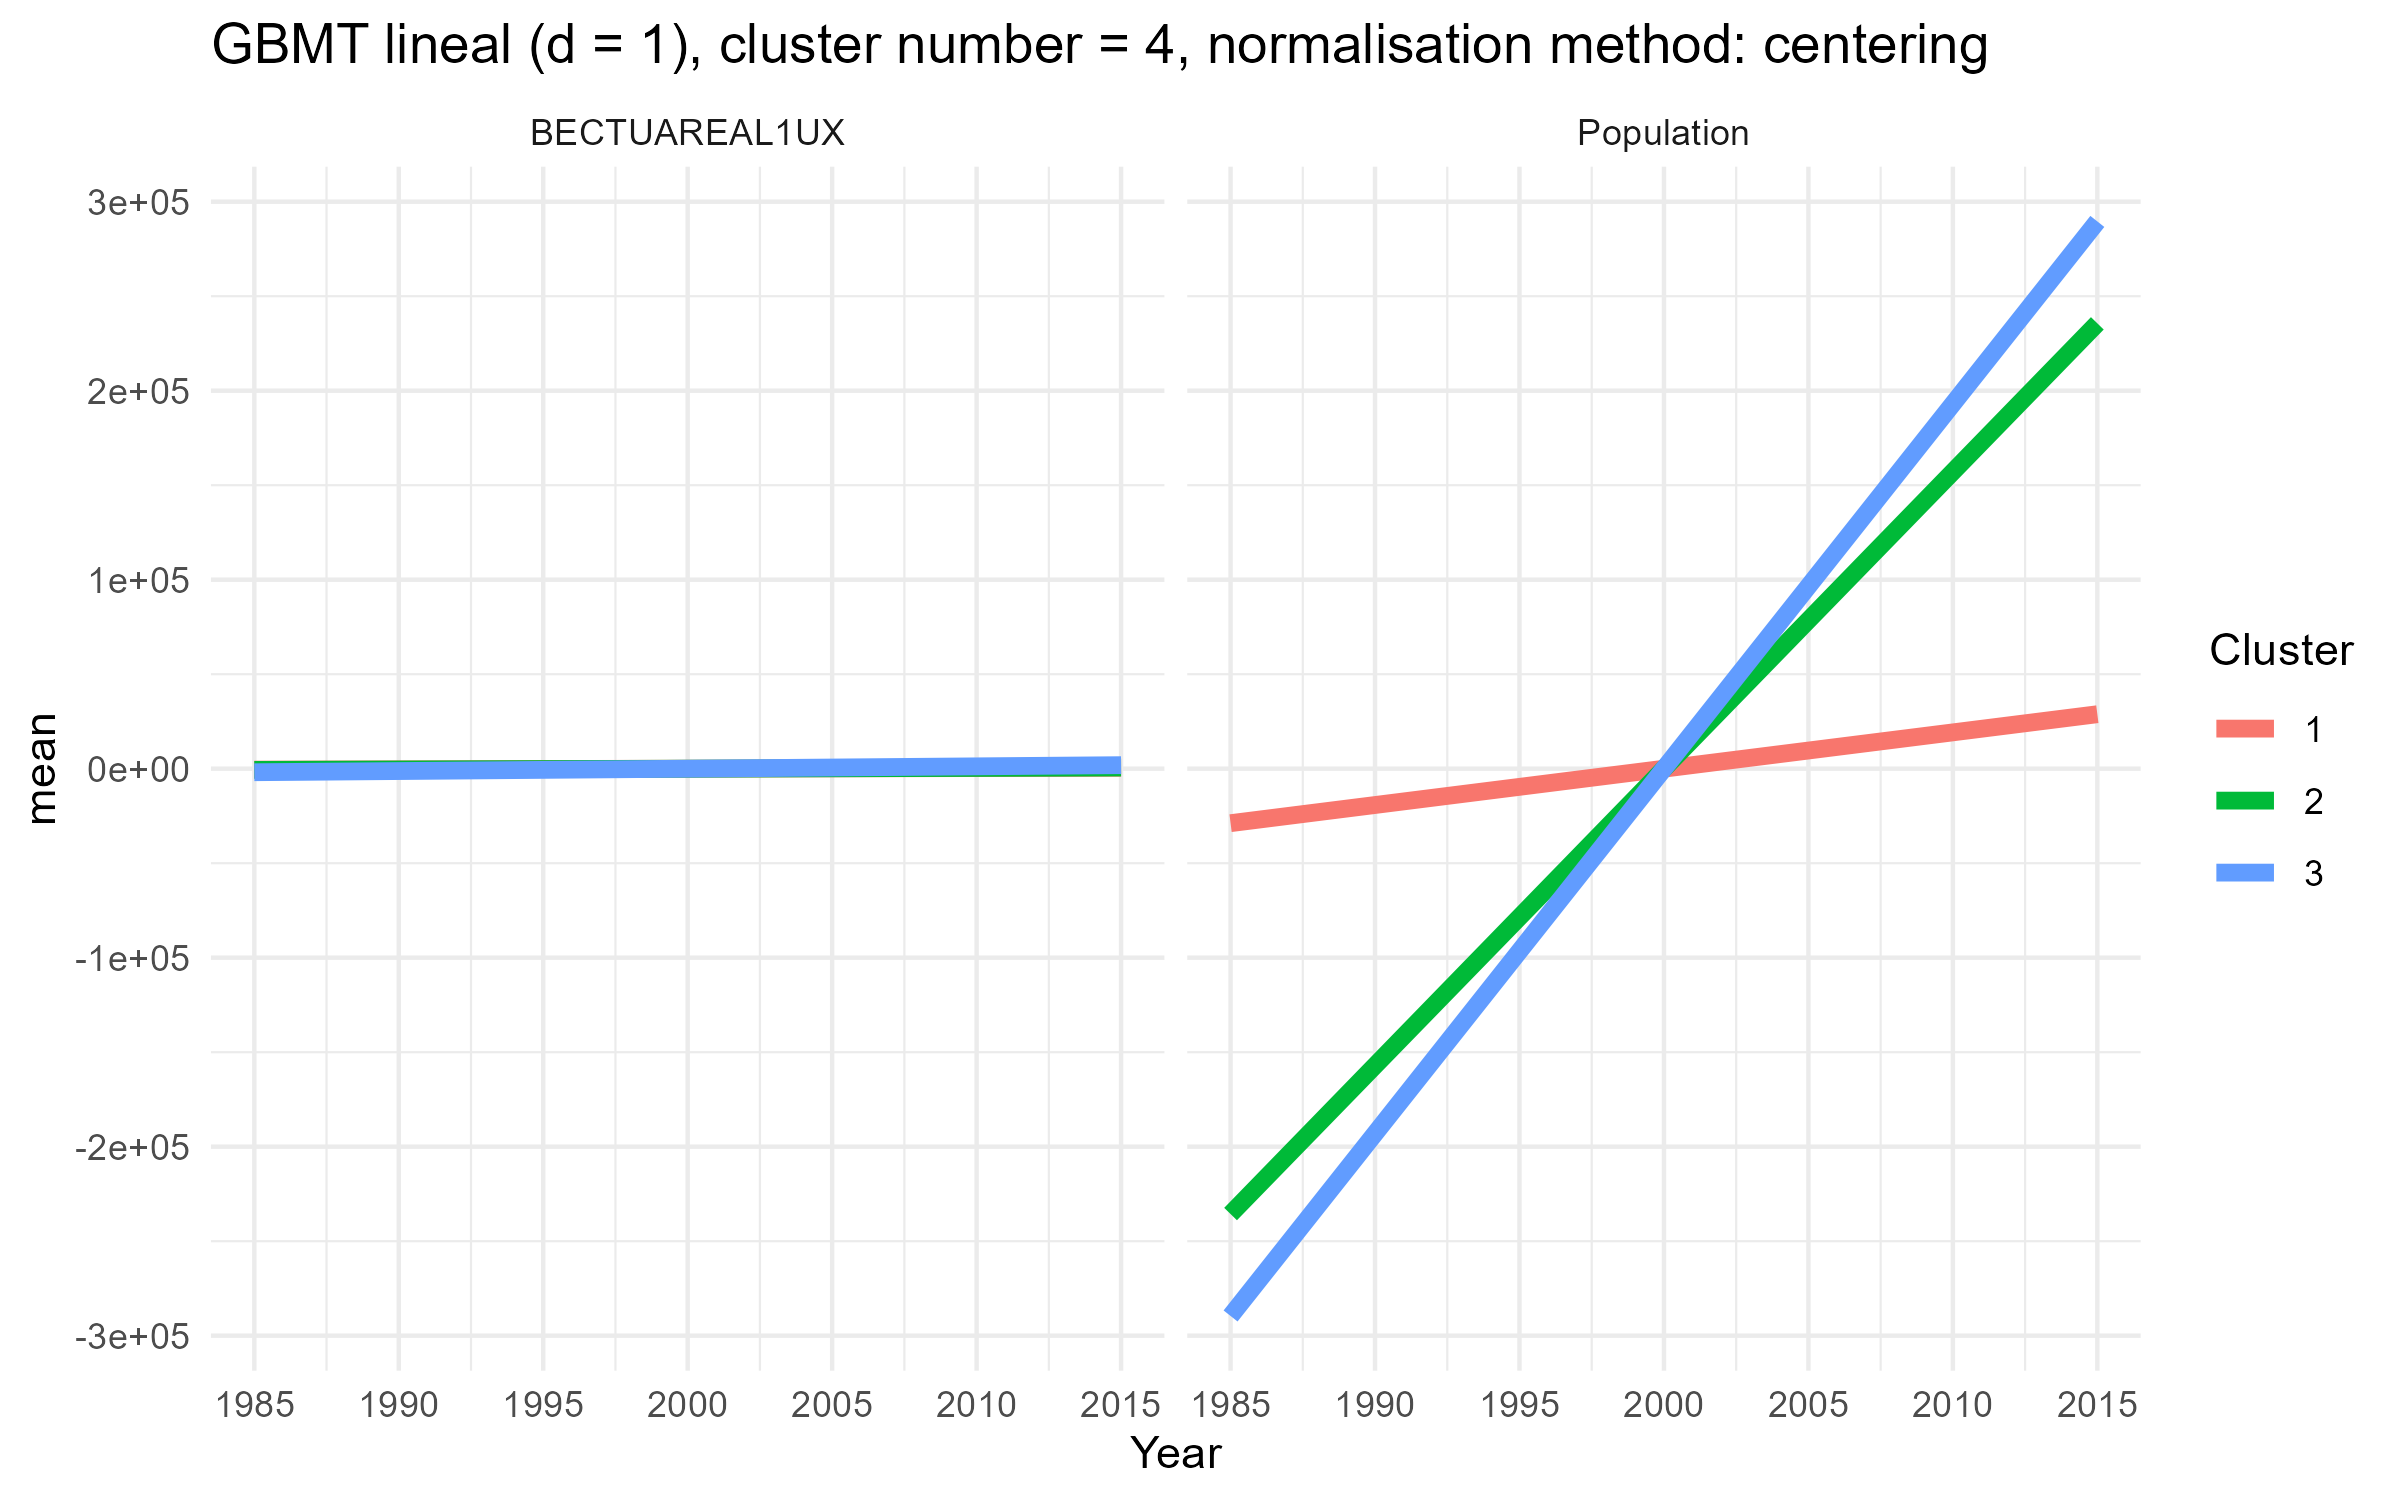 GBMT lineal (d = 1), cluster number = 4, normalisation method: centering
BECTUAREAL1UX
Population
3e+05
2e+05
1e+05
0e+00
-1e+05
-2e+05
-3e+05
mean
1985 1990 1995 2000 2005 2010 2015
1985 1990 1995 2000 2005 2010 2015
Year
Cluster
1
2
3